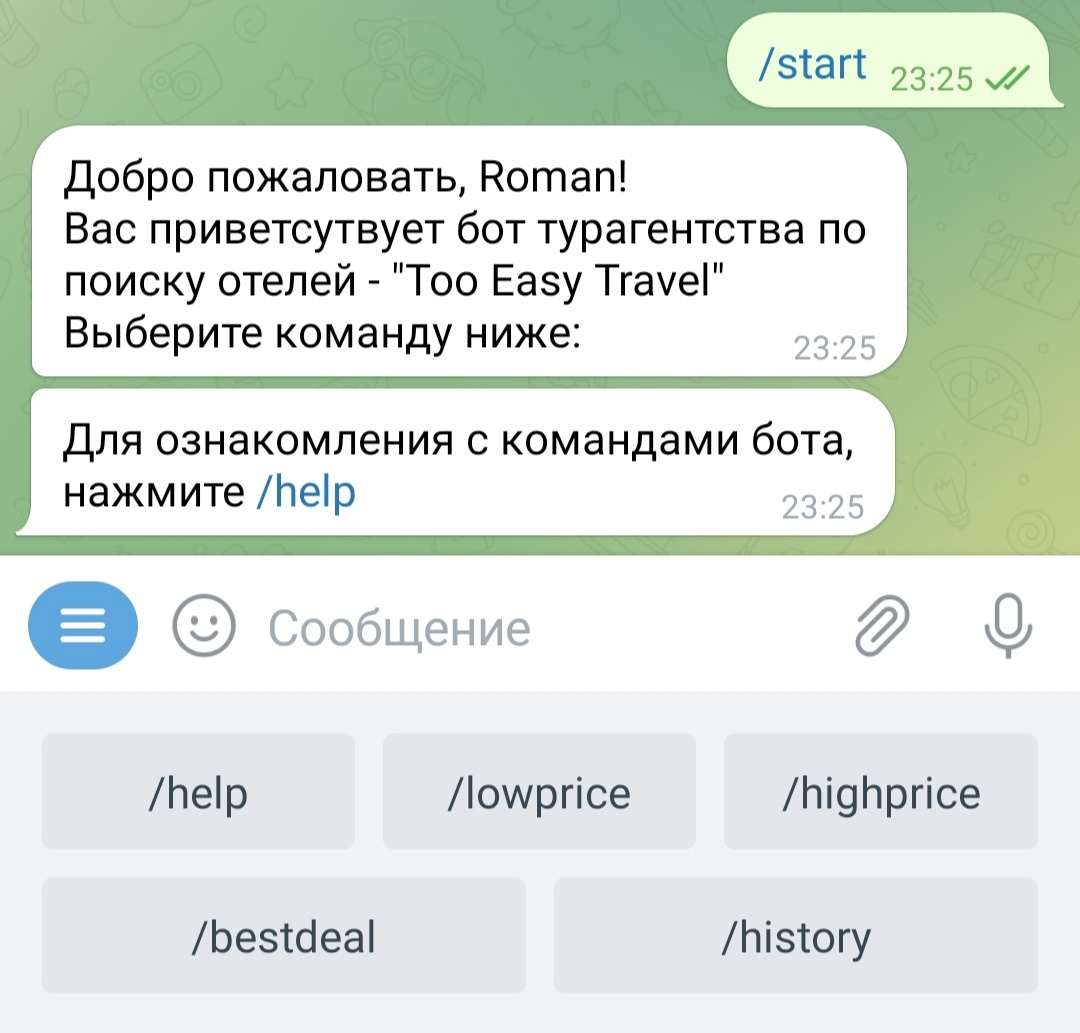 /start 23:25
Добро пожаловать, Roman!
Вас приветсутвует бот турагентства по
поиску отелей - "Too Easy Travel"
Выберите команду ниже:
23:25
Для ознакомления с командами бота,
нажмите /help
23:25
Сообщение
/help /lowprice /highprice
/bestdeal /history